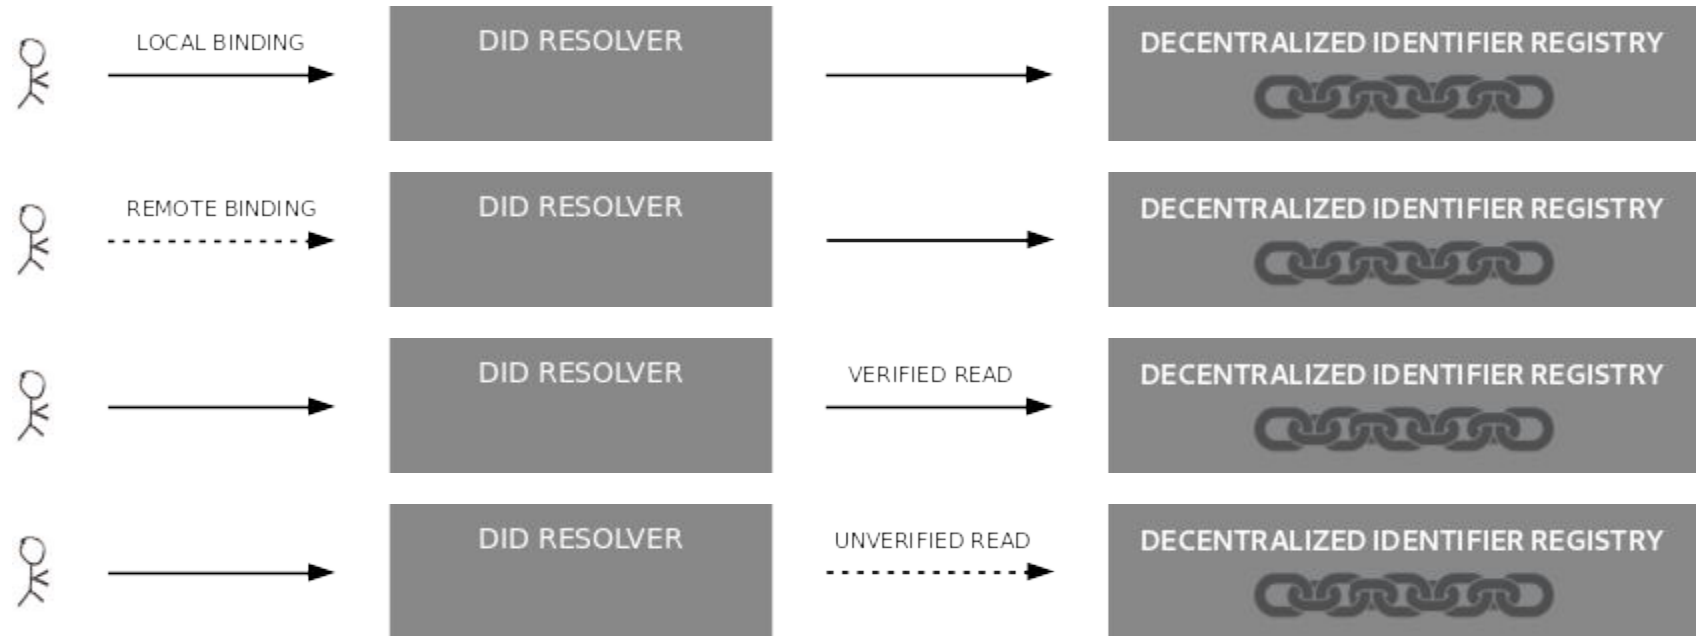 LOCAL BINDING
DID RESOLVER
DECENTRALIZED IDENTIFIER REGISTRY
REMOTE BINDING
DID RESOLVER
DECENTRALIZED IDENTIFIER REGISTRY
DID RESOLVER
VERIFIED READ
DECENTRALIZED IDENTIFIER REGISTRY
DID RESOLVER
UNVERIFIED READ
DECENTRALIZED IDENTIFIER REGISTRY